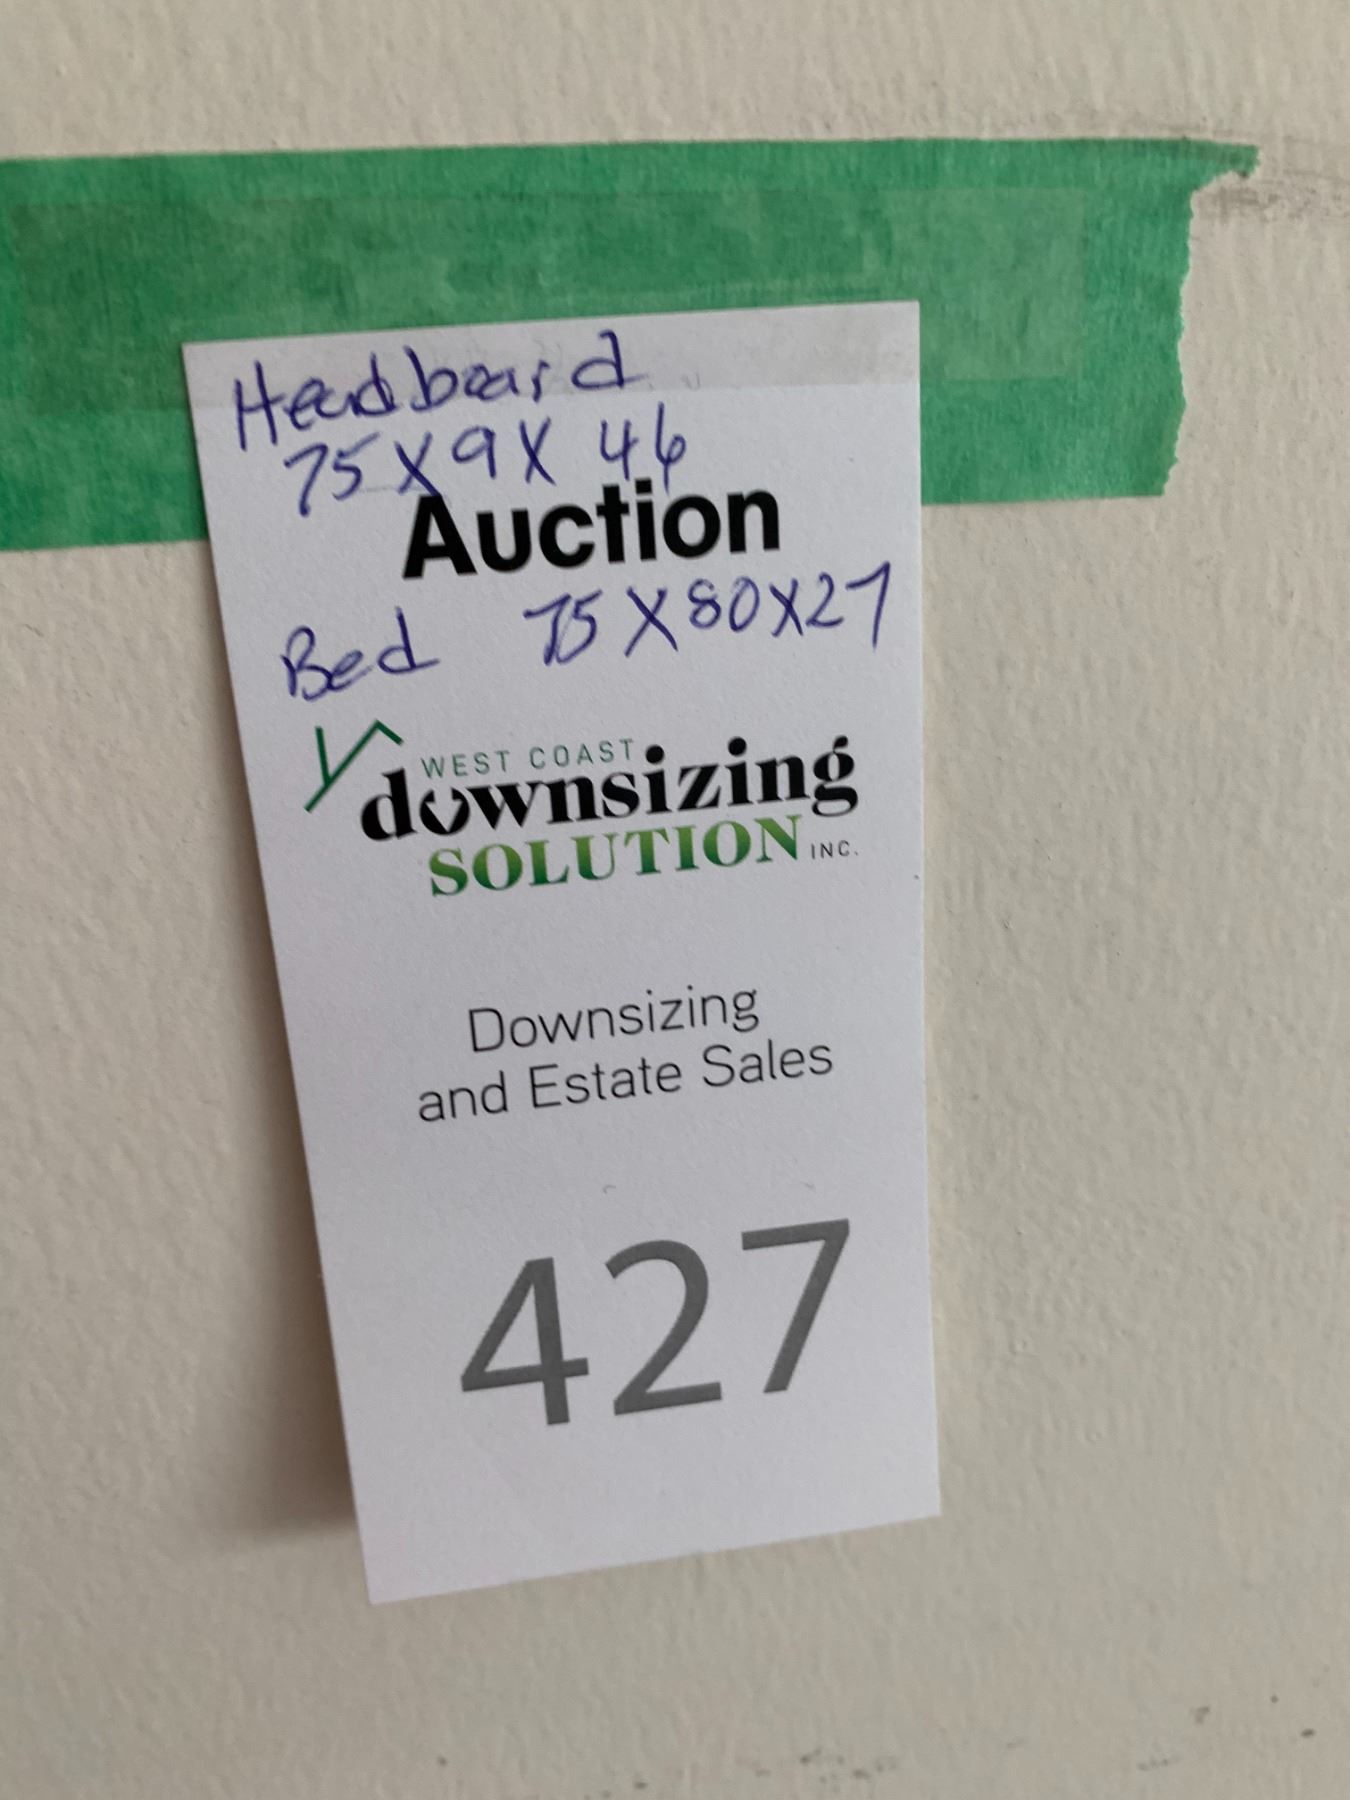 Headboard
75 X 9 X 46
Auction
Bed 75 X 80 X 27
WEST COAST
downsizing
SOLUTION INC.
Downsizing
and Estate Sales
427